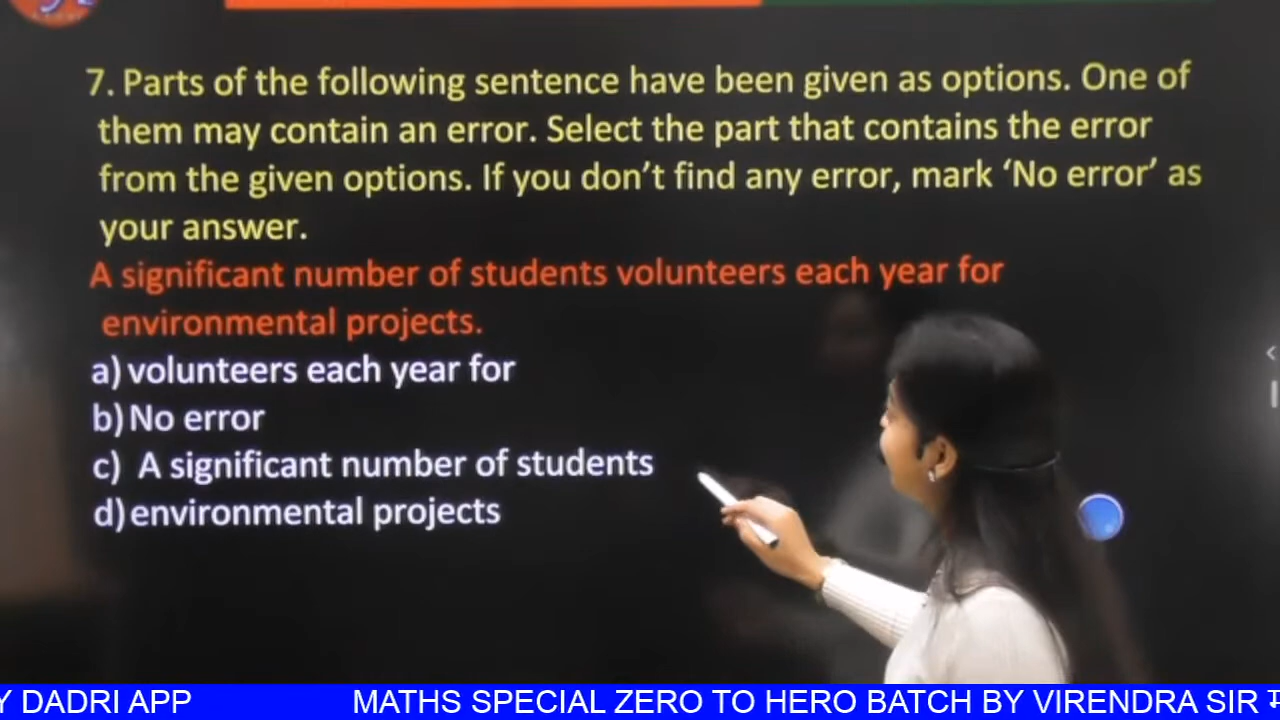 7. Parts of the following sentence have been given as options. One of
them may contain an error. Select the part that contains the error
from the given options. If you don’t find any error, mark ‘No error’ as
your answer.
A significant number of students volunteers each year for
environmental projects.
a) volunteers each year for
b) No error
c) A significant number of students
d) environmental projects
Y DADRI APP MATHS SPECIAL ZERO TO HERO BATCH BY VIRENDRA SIR